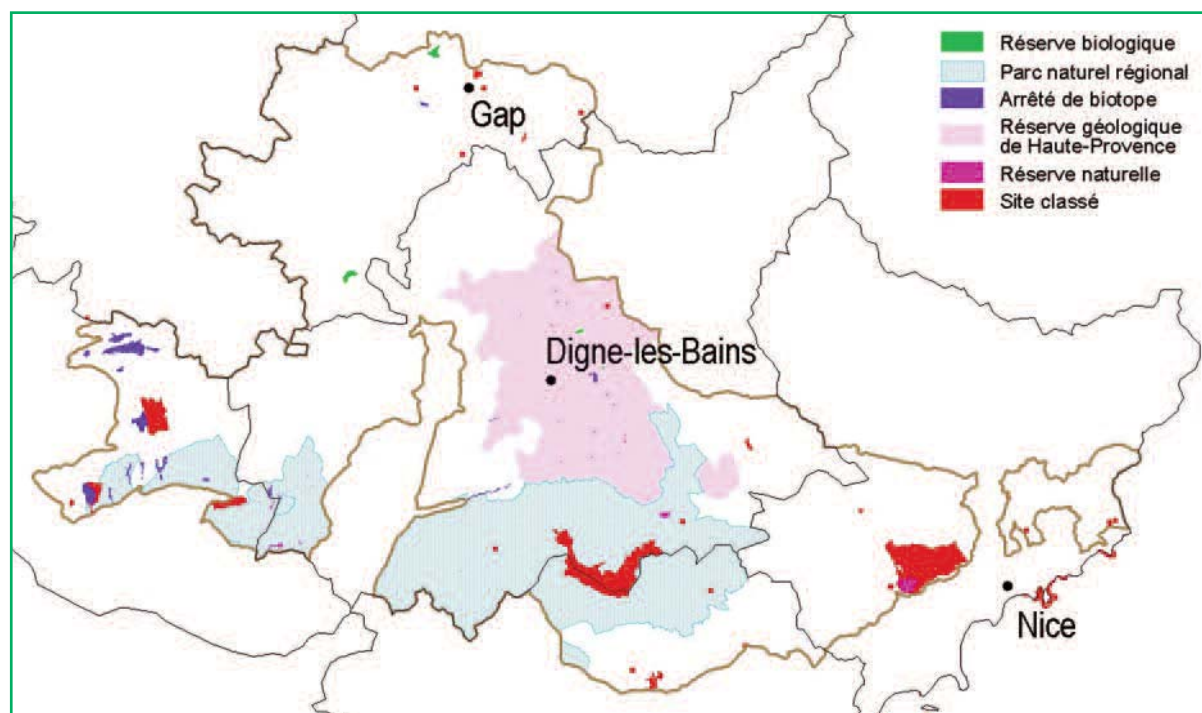 Réserve biologique
Parc naturel régional
Arrêté de biotope
Réserve géologique
de Haute-Provence
Réserve naturelle
Site classé
Gap
Digne-les-Bains
Nice